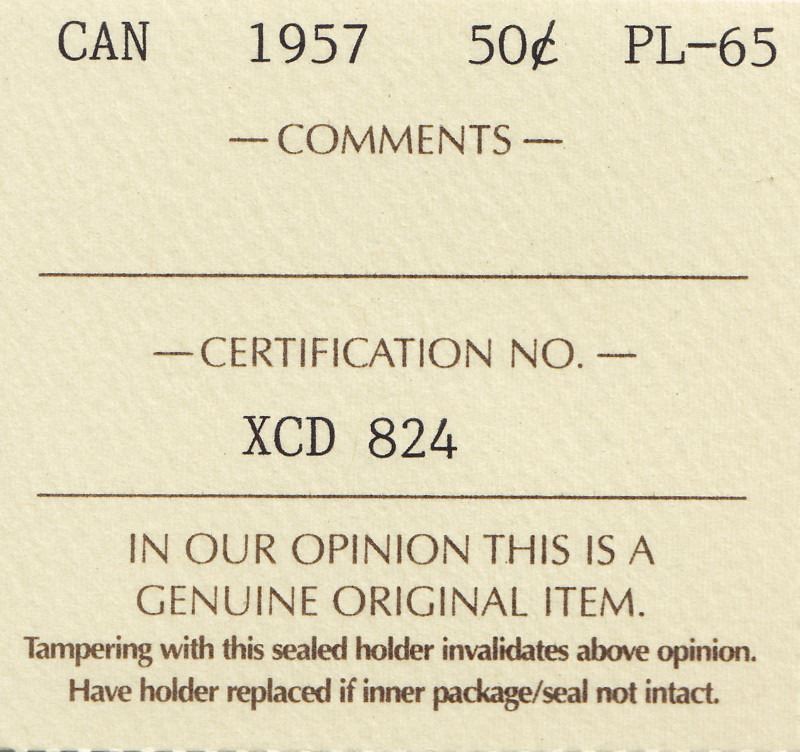 CAN 1957 50¢ PL-65
— COMMENTS —
— CERTIFICATION NO. —
XCD 824
IN OUR OPINION THIS IS A
GENUINE ORIGINAL ITEM.
Tampering with this sealed holder invalidates above opinion.
Have holder replaced if inner package/seal not intact.